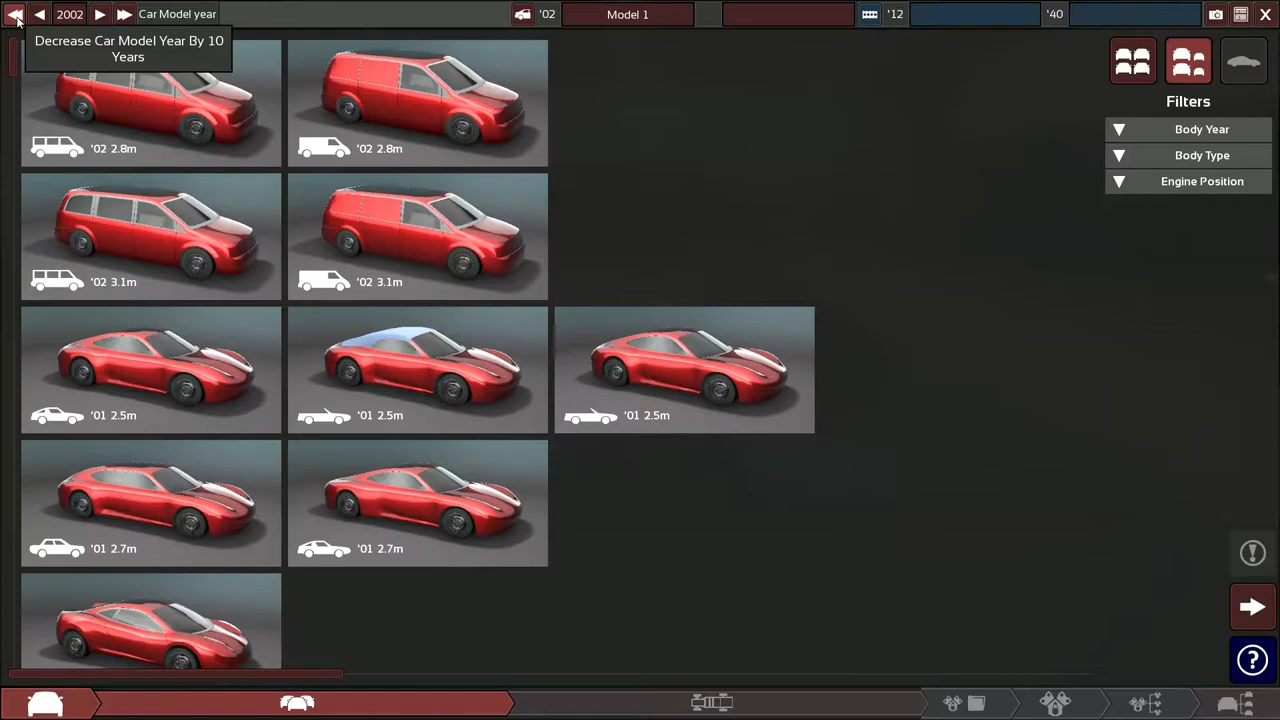 2002 Car Model year '02 Model 1 '12 '40
Decrease Car Model Year By 10
Years
Filters
Body Year
Body Type
Engine Position
'02 2.8m '02 2.8m
'02 3.1m '02 3.1m
'01 2.5m '01 2.5m '01 2.5m
'01 2.7m '01 2.7m